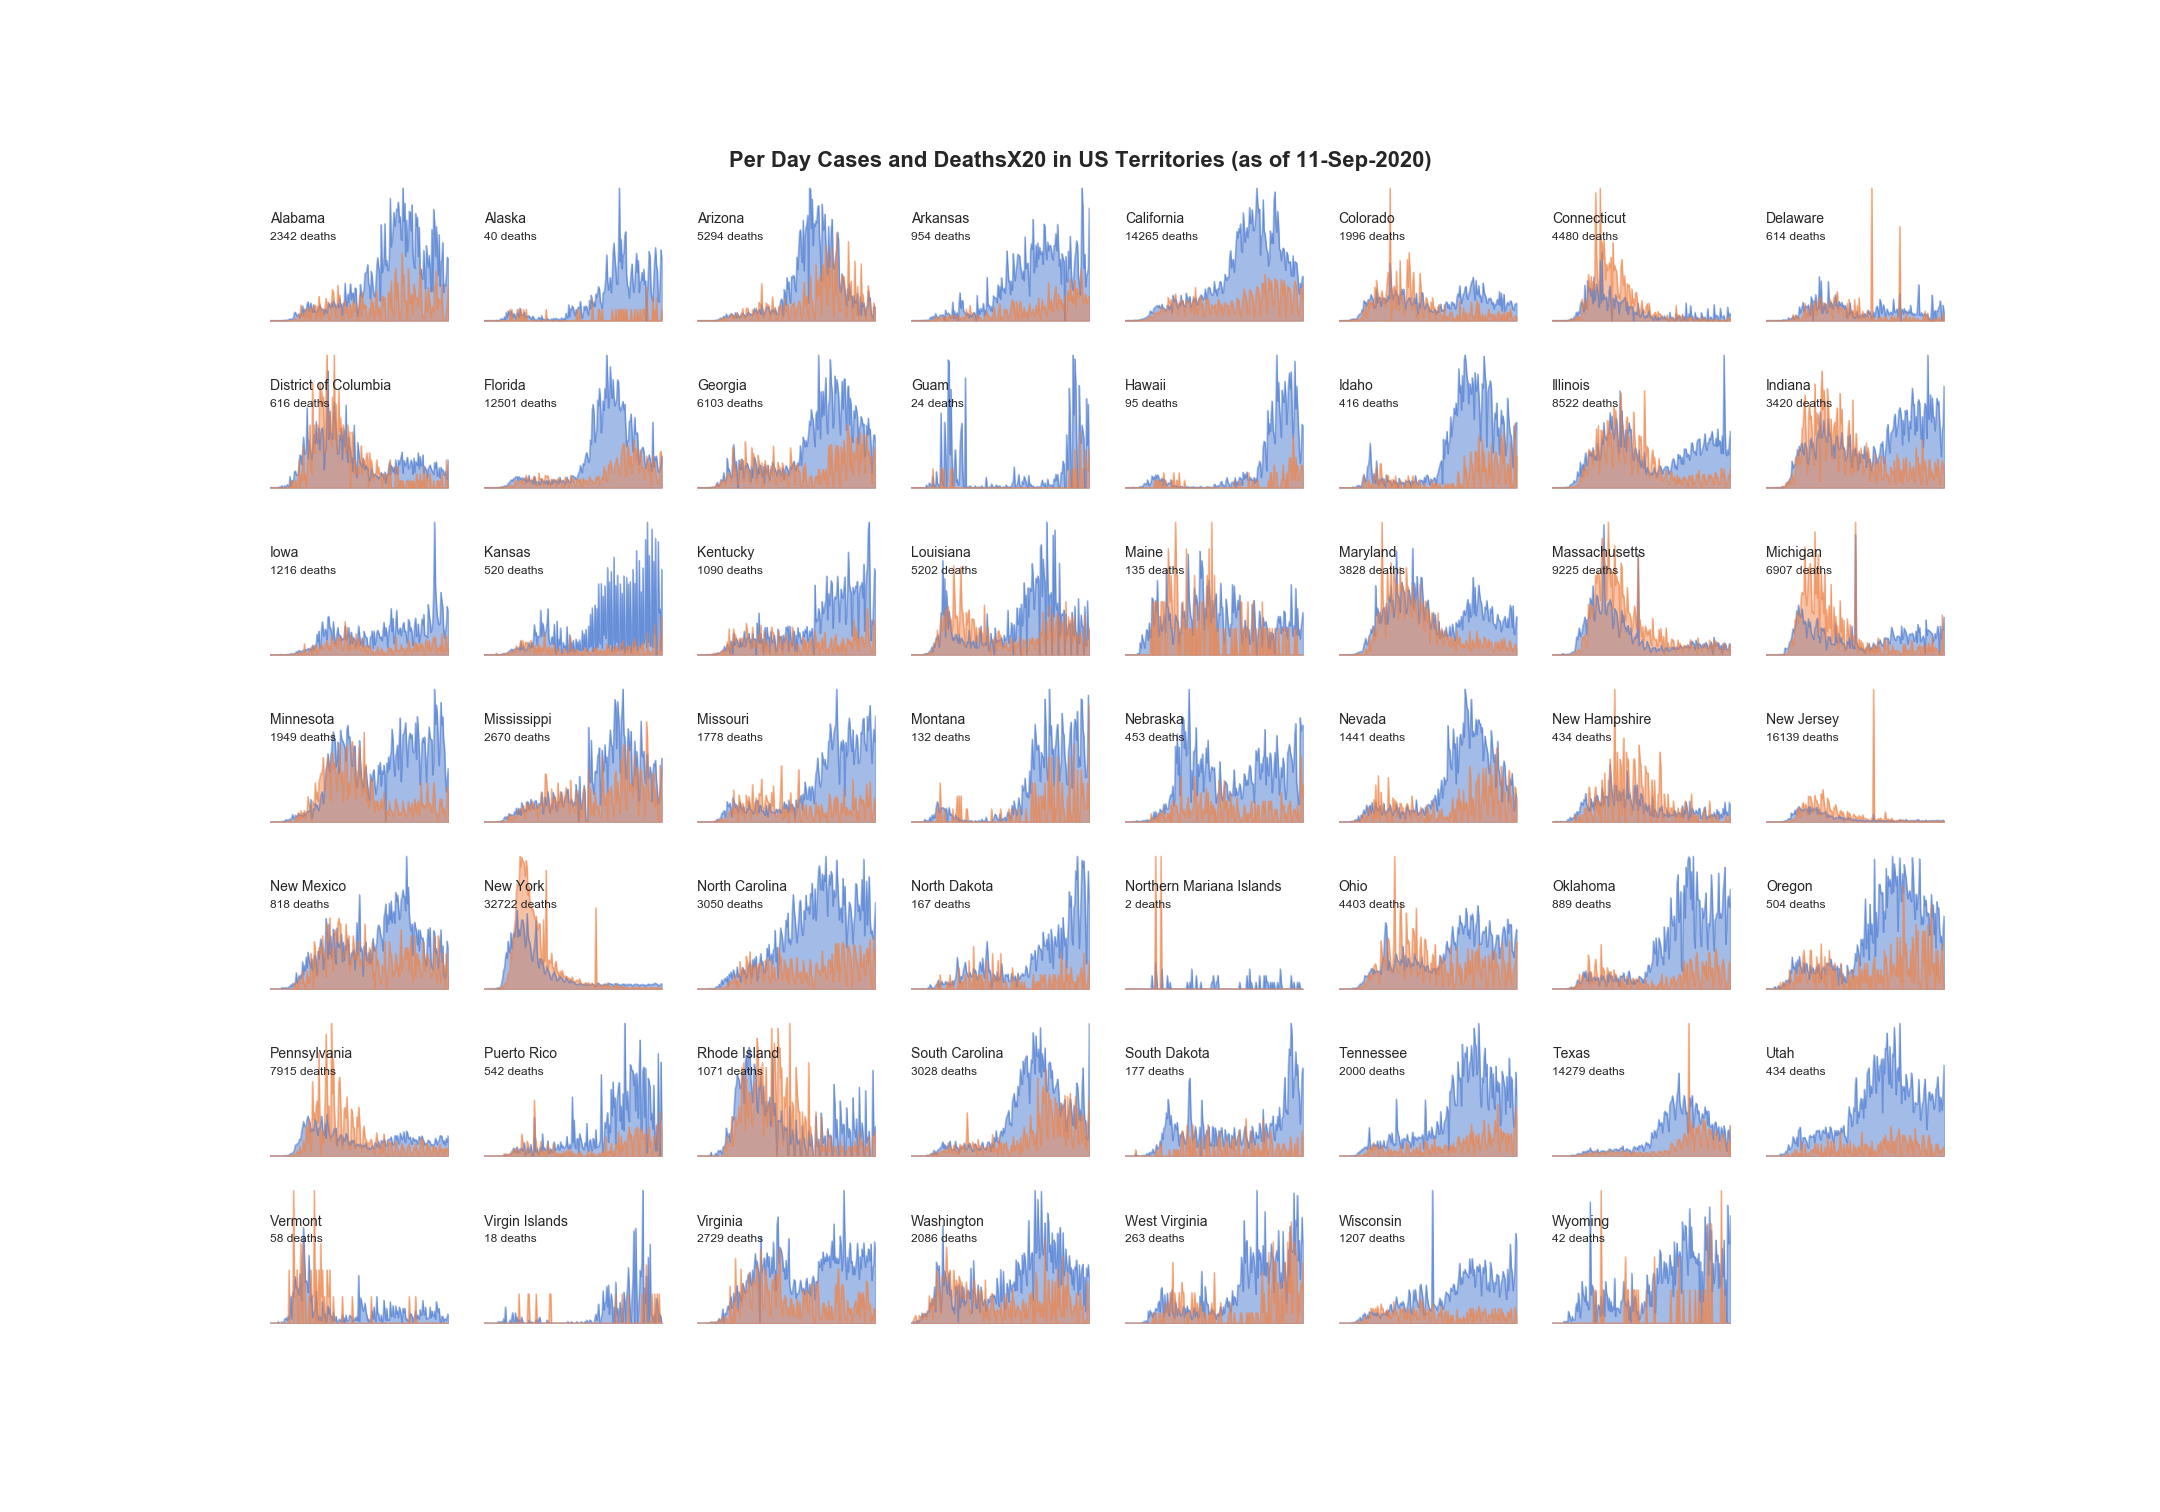 Per Day Cases and DeathsX20 in US Territories (as of 11-Sep-2020)
Alabama
2342 deaths
Alaska
40 deaths
Arizona
5294 deaths
Arkansas
954 deaths
California
14265 deaths
Colorado
1996 deaths
Connecticut
4480 deaths
Delaware
614 deaths
District of Columbia
616 deaths
Florida
12501 deaths
Georgia
6103 deaths
Guam
24 deaths
Hawaii
95 deaths
Idaho
416 deaths
Illinois
8522 deaths
Indiana
3420 deaths
Iowa
1216 deaths
Kansas
520 deaths
Kentucky
1090 deaths
Louisiana
5202 deaths
Maine
135 deaths
Maryland
3828 deaths
Massachusetts
9225 deaths
Michigan
6907 deaths
Minnesota
1949 deaths
Mississippi
2670 deaths
Missouri
1778 deaths
Montana
132 deaths
Nebraska
453 deaths
Nevada
1441 deaths
New Hampshire
434 deaths
New Jersey
16139 deaths
New Mexico
818 deaths
New York
32722 deaths
North Carolina
3050 deaths
North Dakota
167 deaths
Northern Mariana Islands
2 deaths
Ohio
4403 deaths
Oklahoma
889 deaths
Oregon
504 deaths
Pennsylvania
7915 deaths
Puerto Rico
542 deaths
Rhode Island
1071 deaths
South Carolina
3028 deaths
South Dakota
177 deaths
Tennessee
2000 deaths
Texas
14279 deaths
Utah
434 deaths
Vermont
58 deaths
Virgin Islands
18 deaths
Virginia
2729 deaths
Washington
2086 deaths
West Virginia
263 deaths
Wisconsin
1207 deaths
Wyoming
42 deaths